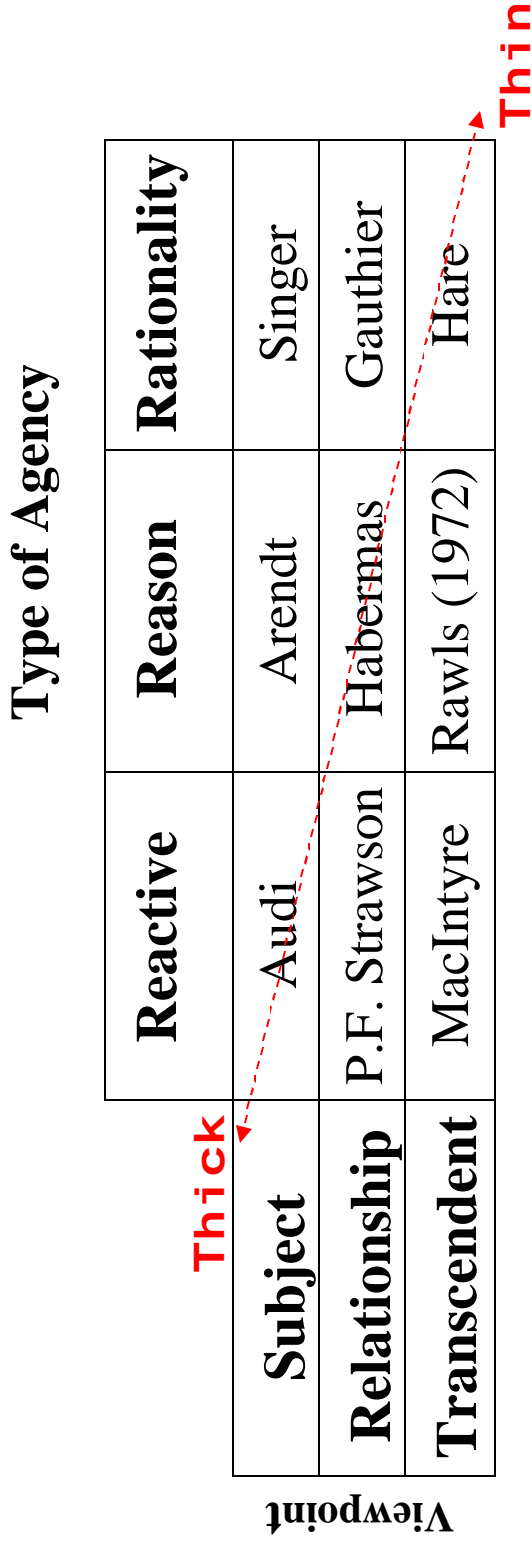 Type of Agency
Reactive Reason Rationality
Thick
Subject Audi Arendt Singer
Relationship P.F. Strawson Habermas Gauthier
Transcendent MacIntyre Rawls (1972) Hare
Thin
Viewpoint